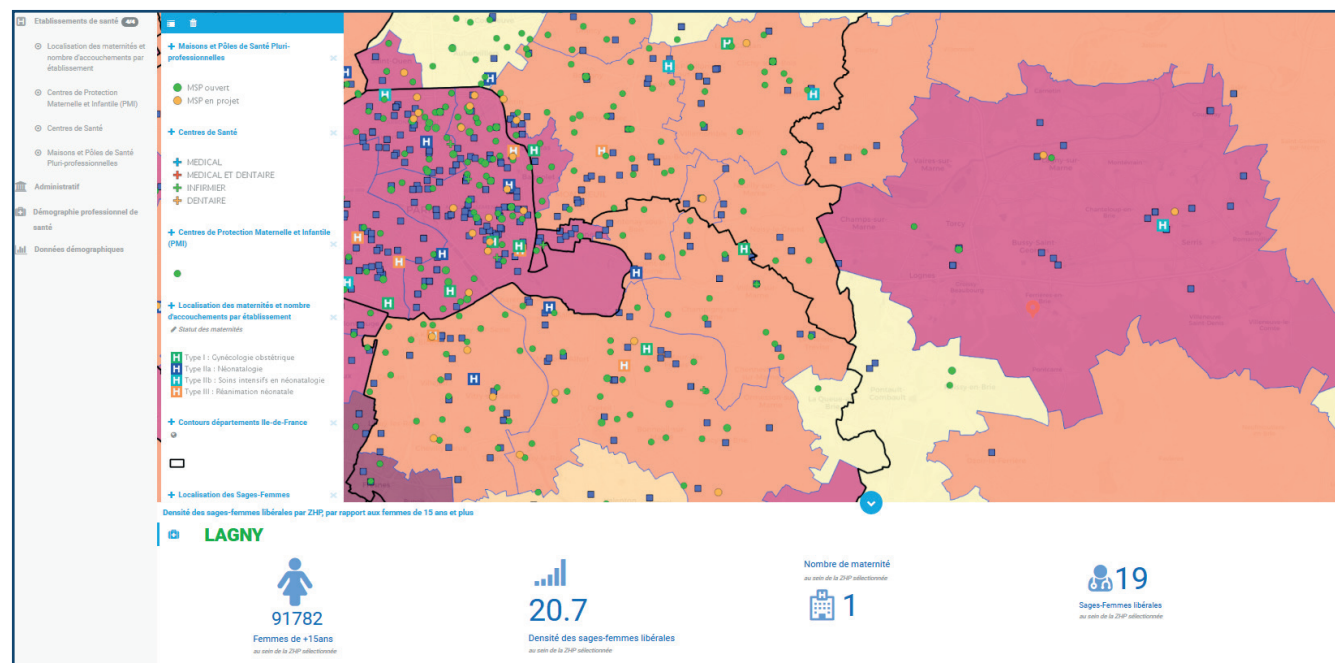 Etablissements de santé 4/4
Localisation des maternités et
nombre d'accouchements par
établissement
Centres de Protection
Maternelle et Infantile (PMI)
Centres de Santé
Maisons et Pôles de Santé
Pluri-professionnelles
Administratif
Démographie professionnel de
santé
Données démographiques
+ Maisons et Pôles de Santé Pluri-
professionnelles
MSP ouvert
MSP en projet
+ Centres de Santé
MEDICAL
MEDICAL ET DENTAIRE
INFIRMIER
DENTAIRE
+ Centres de Protection Maternelle et Infantile
(PMI)
+ Localisation des maternités et nombre
d'accouchements par établissement
Statut des maternités
H Type I : Gynécologie obstétrique
H Type IIa : Néonatalogie
H Type IIb : Soins intensifs en néonatalogie
H Type III : Réanimation néonatale
+ Contours départements Ile-de-France
+ Localisation des Sages-Femmes
Densité des sages-femmes libérales par ZHP, par rapport aux femmes de 15 ans et plus
LAGNY
91782
Femmes de +15ans
au sein de la ZHP sélectionnée
20.7
Densité des sages-femmes libérales
au sein de la ZHP sélectionnée
Nombre de maternité
au sein de la ZHP sélectionnée
1
19
Sages-Femmes libérales
au sein de la ZHP sélectionnée